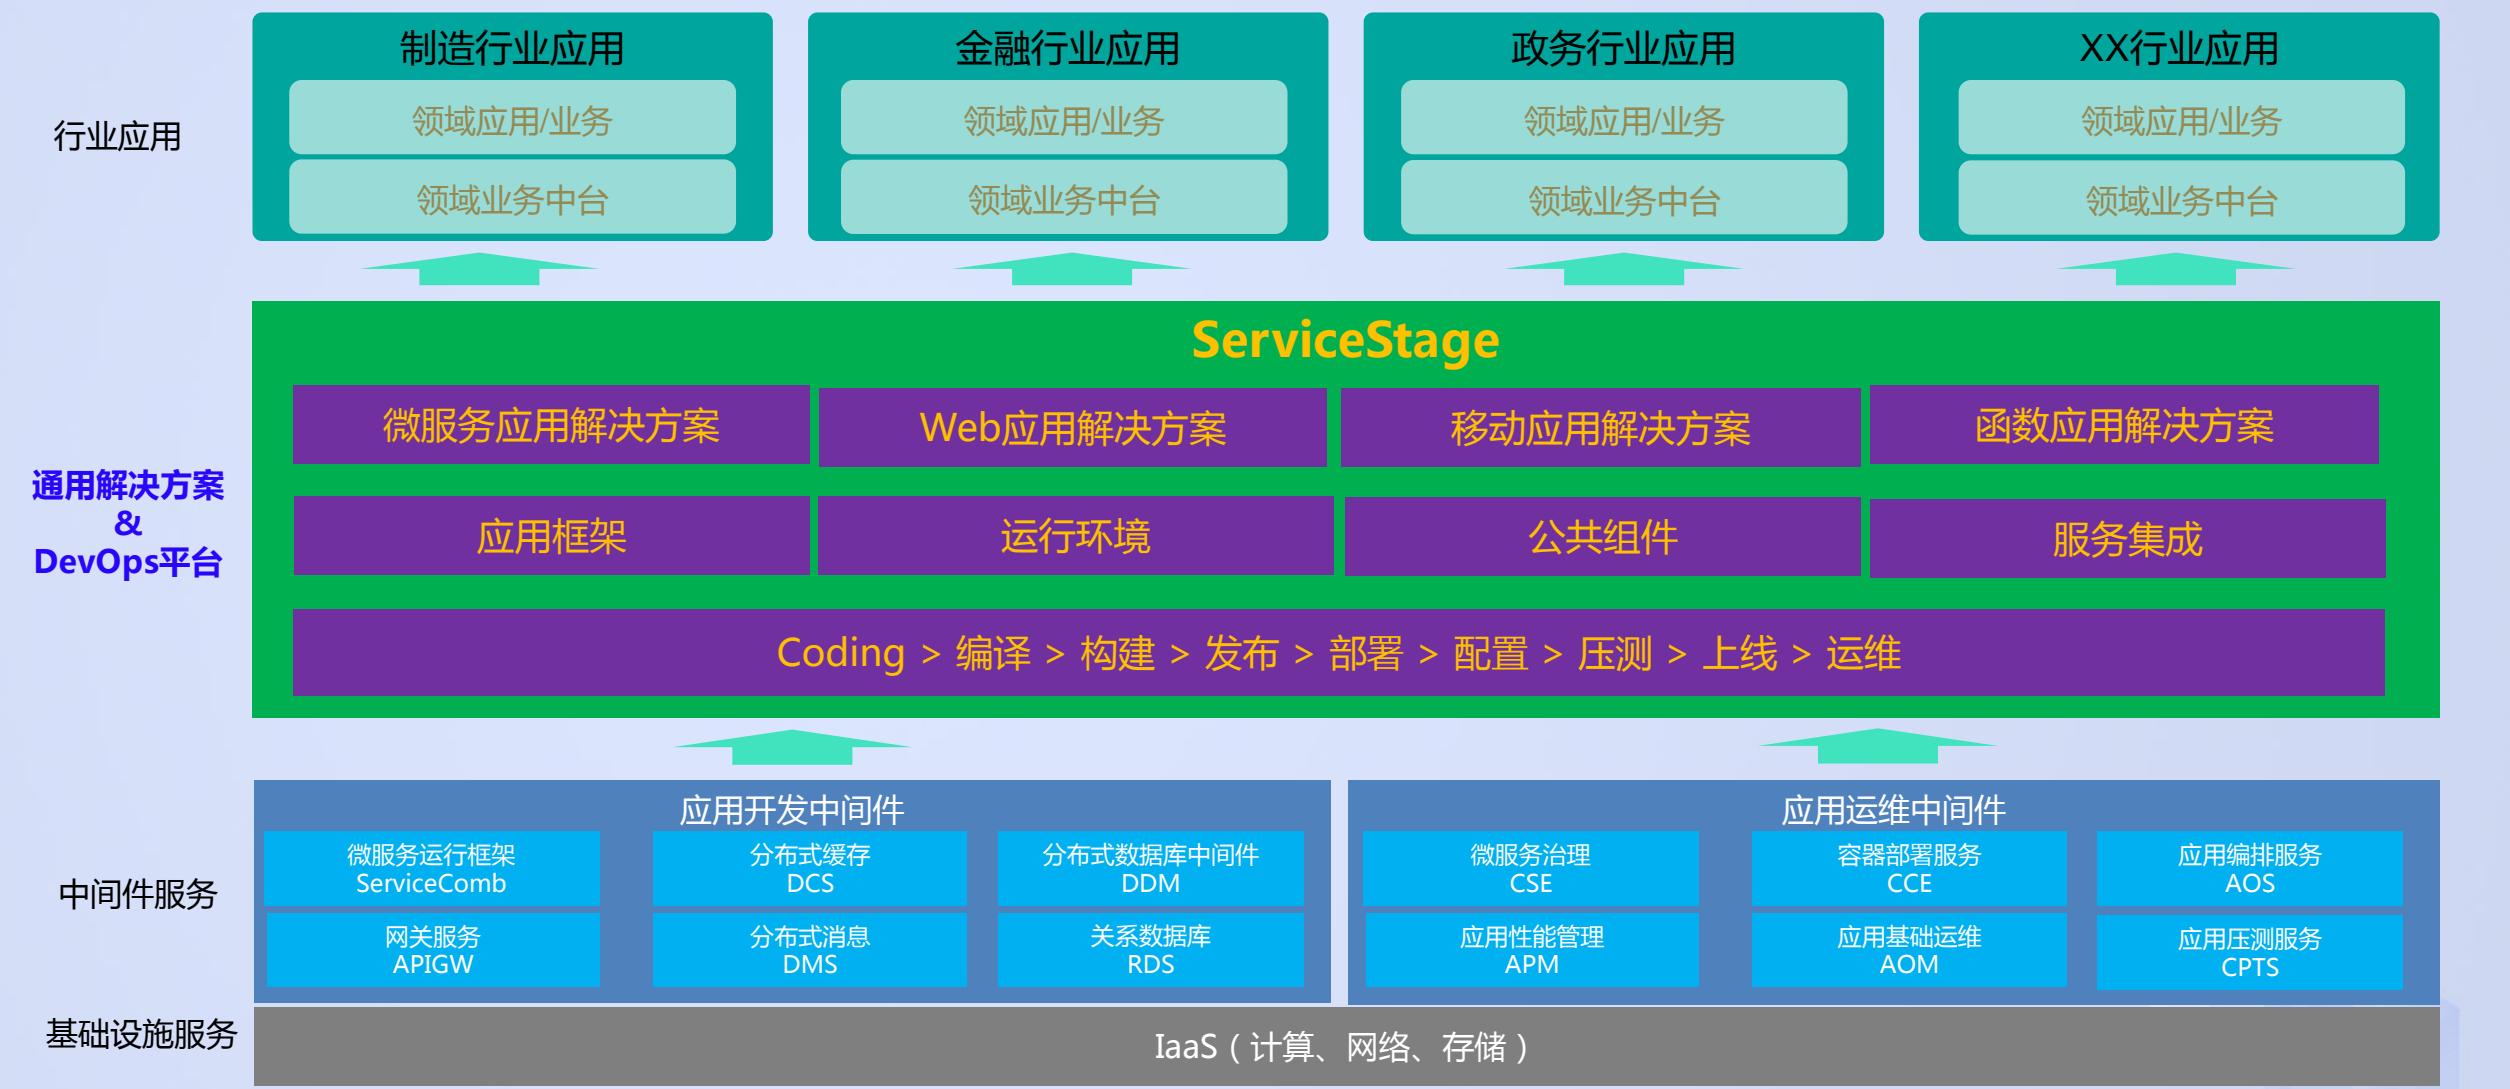 制造行业应用
领域应用/业务
领域业务中台
金融行业应用
领域应用/业务
领域业务中台
政务行业应用
领域应用/业务
领域业务中台
XX行业应用
领域应用/业务
领域业务中台
行业应用
ServiceStage
微服务应用解决方案
Web应用解决方案
移动应用解决方案
函数应用解决方案
应用框架
运行环境
公共组件
服务集成
Coding > 编译 > 构建 > 发布 > 部署 > 配置 > 压测 > 上线 > 运维
通用解决方案
&
DevOps平台
应用开发中间件
微服务运行框架
ServiceComb
分布式缓存
DCS
分布式数据库中间件
DDM
网关服务
APIGW
分布式消息
DMS
关系数据库
RDS
应用运维中间件
微服务治理
CSE
容器部署服务
CCE
应用编排服务
AOS
应用性能管理
APM
应用基础运维
AOM
应用压测服务
CPTS
中间件服务
基础设施服务
IaaS（计算、网络、存储）